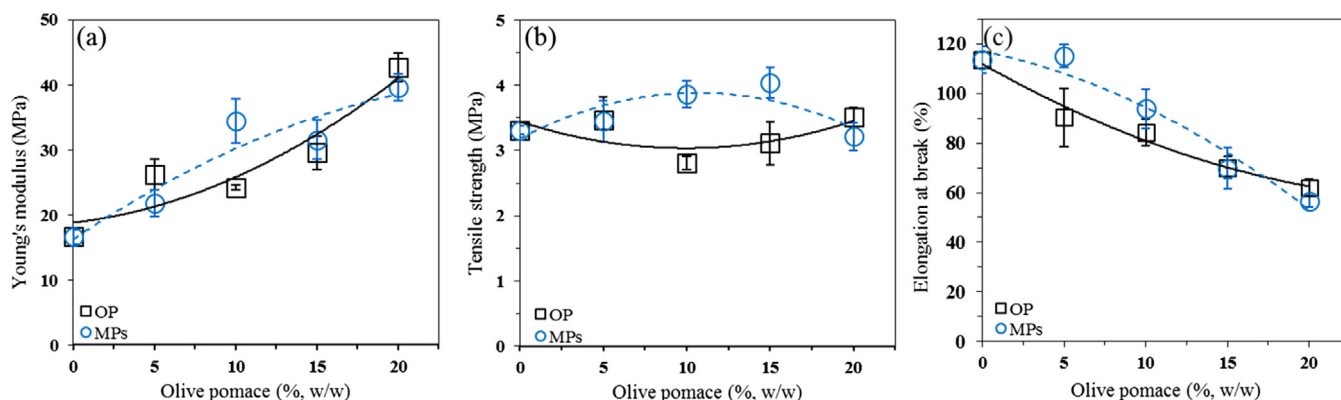 (a)
Young's modulus (MPa)
50
40
30
20
10
0
OP
MPs
0 5 10 15 20
Olive pomace (%, w/w)
(b)
Tensile strength (MPa)
5
4
3
2
1
0
OP
MPs
0 5 10 15 20
Olive pomace (%, w/w)
(c)
Elongation at break (%)
120
100
80
60
40
20
0
OP
MPs
0 5 10 15 20
Olive pomace (%, w/w)